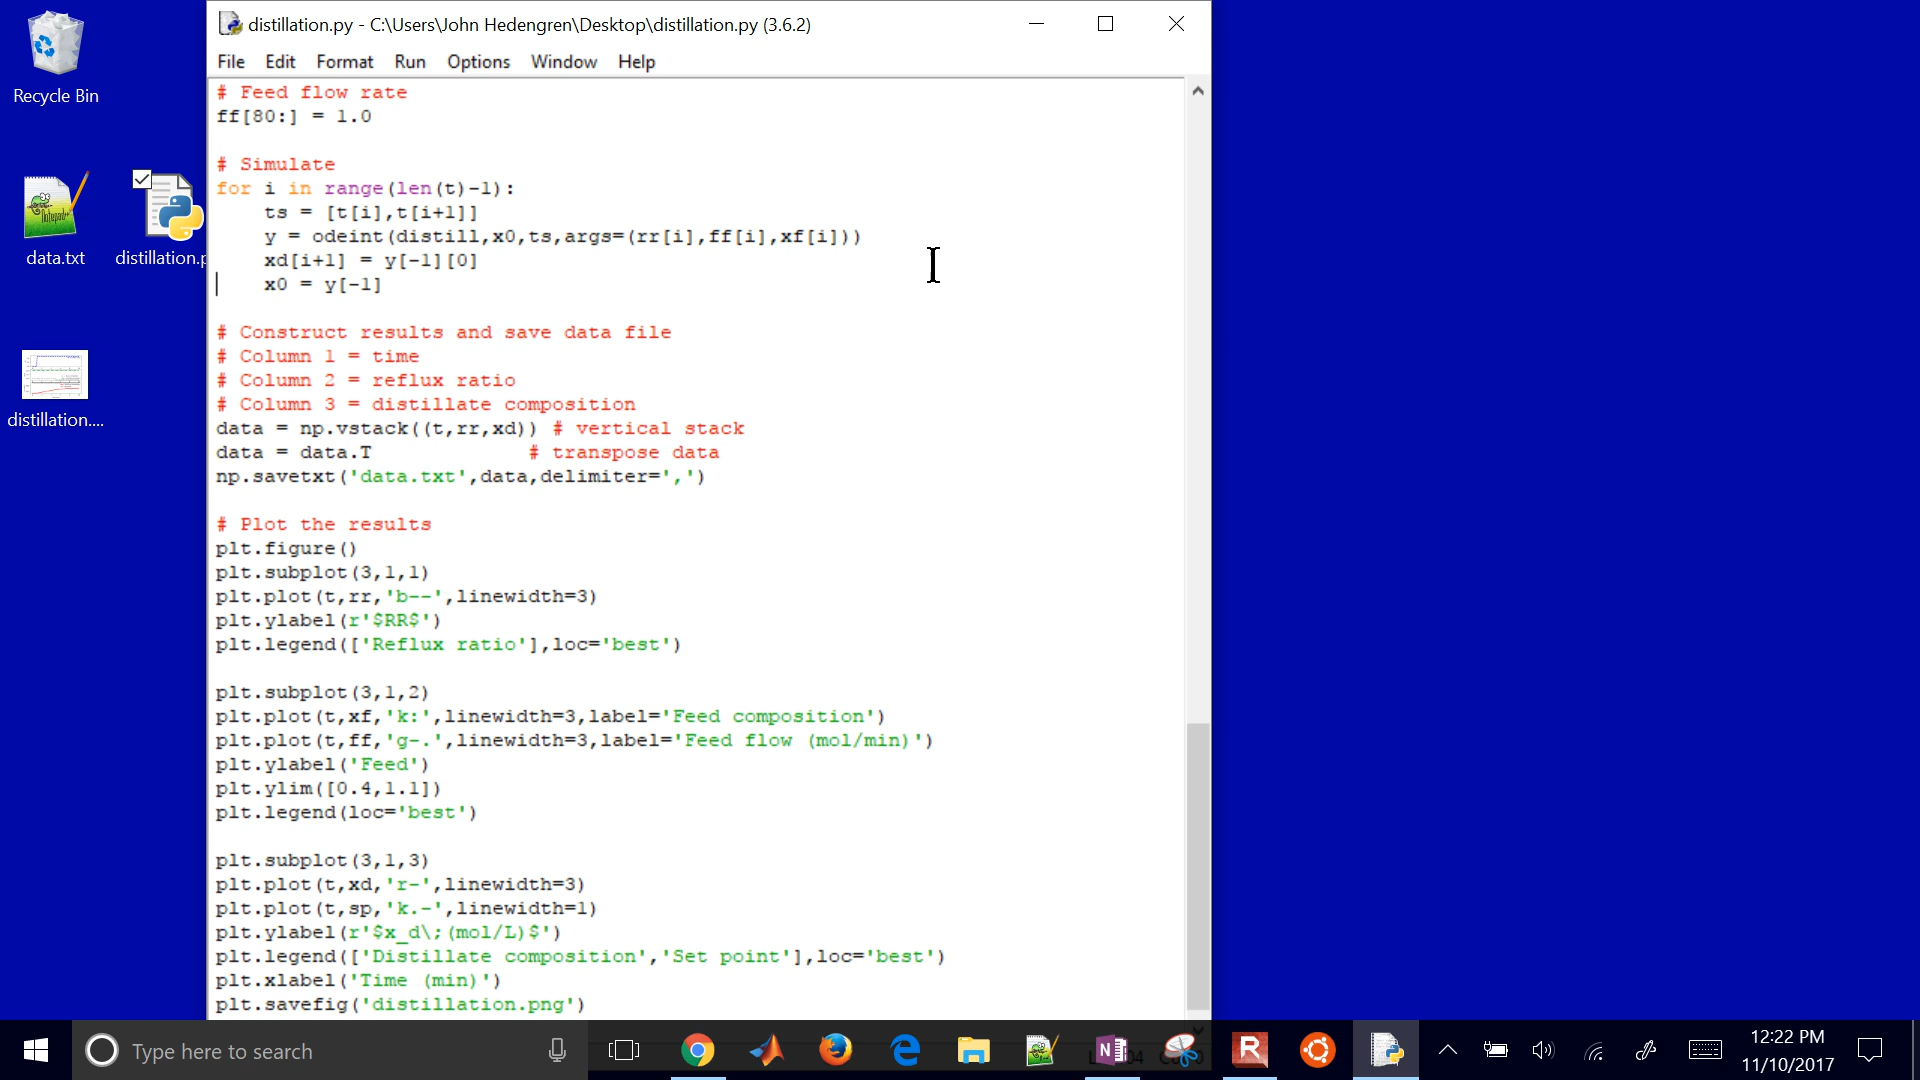 distillation.py - C:\Users\John Hedengren\Desktop\distillation.py (3.6.2)
File Edit Format Run Options Window Help
Recycle Bin
data.txt
distillation.p
distillation....
# Feed flow rate
ff[80:] = 1.0
# Simulate
for i in range(len(t)-1):
    ts = [t[i],t[i+1]]
    y = odeint(distill,x0,ts,args=(rr[i],ff[i],xf[i]))
    xd[i+1] = y[-1][0]
    x0 = y[-1]
# Construct results and save data file
# Column 1 = time
# Column 2 = reflux ratio
# Column 3 = distillate composition
data = np.vstack((t,rr,xd)) # vertical stack
data = data.T             # transpose data
np.savetxt('data.txt',data,delimiter=',')
# Plot the results
plt.figure()
plt.subplot(3,1,1)
plt.plot(t,rr,'b--',linewidth=3)
plt.ylabel(r'$RR$')
plt.legend(['Reflux ratio'],loc='best')
plt.subplot(3,1,2)
plt.plot(t,xf,'k:',linewidth=3,label='Feed composition')
plt.plot(t,ff,'g-.',linewidth=3,label='Feed flow (mol/min)')
plt.ylabel('Feed')
plt.ylim([0.4,1.1])
plt.legend(loc='best')
plt.subplot(3,1,3)
plt.plot(t,xd,'r-',linewidth=3)
plt.plot(t,sp,'k.-',linewidth=1)
plt.ylabel(r'$x_d\;(mol/L)$')
plt.legend(['Distillate composition','Set point'],loc='best')
plt.xlabel('Time (min)')
plt.savefig('distillation.png')
Type here to search
12:22 PM
11/10/2017